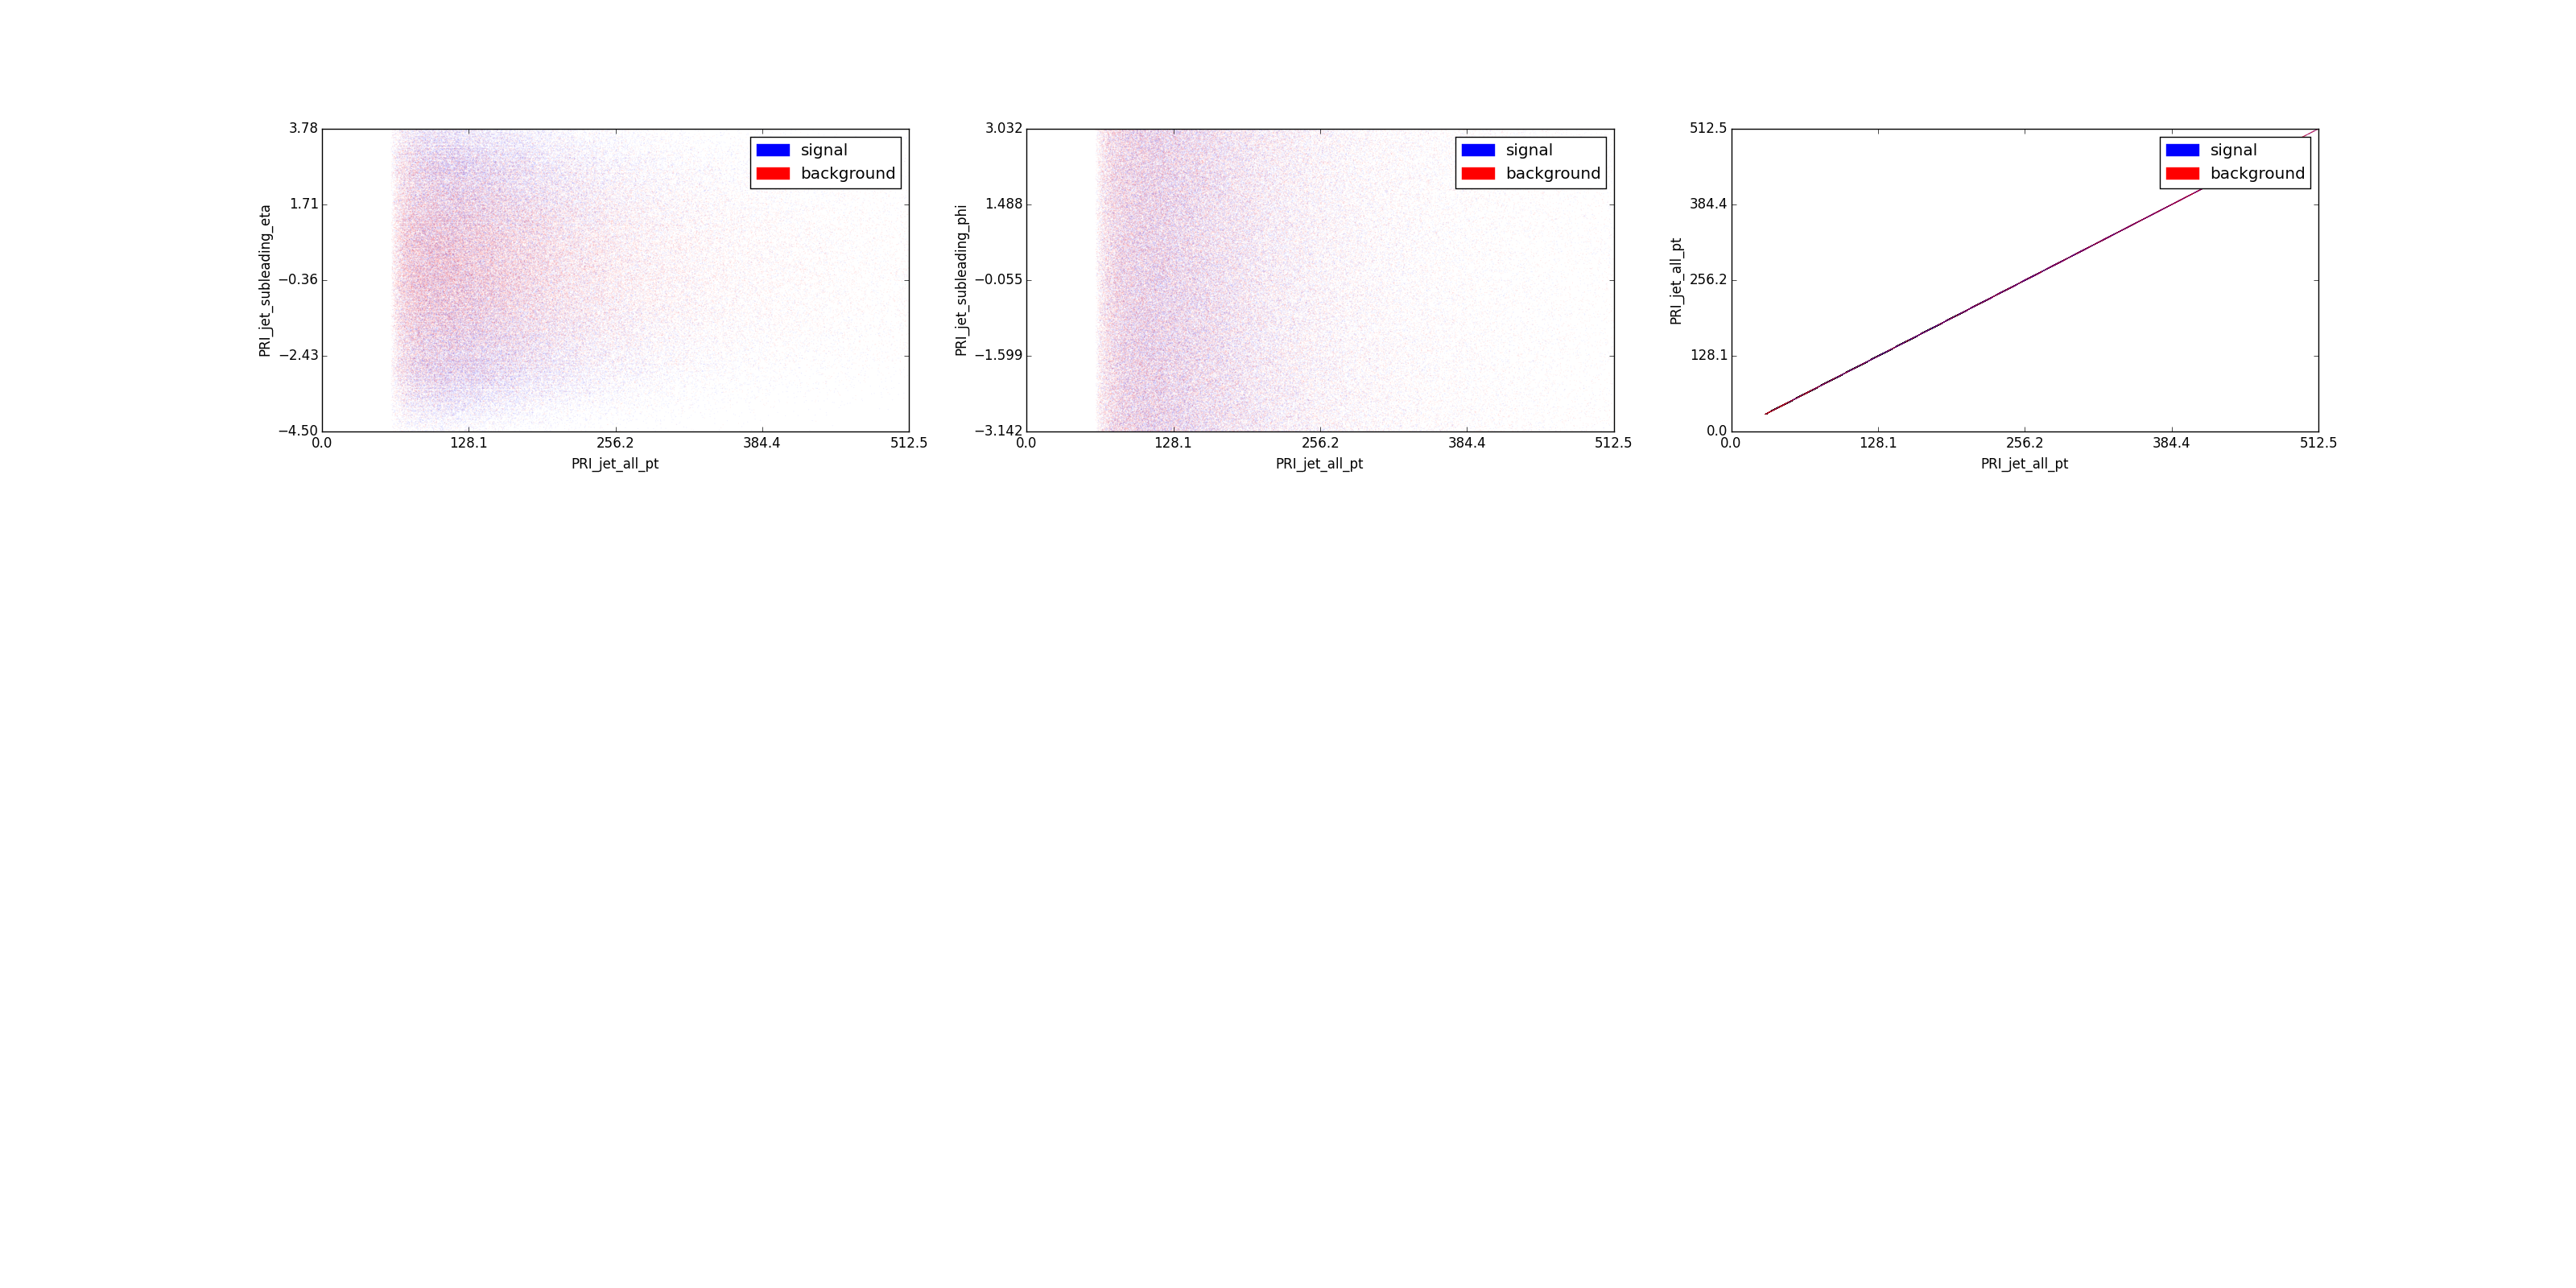 3.78
1.71
−0.36
−2.43
−4.50
PRI_jet_subleading_eta
signal
background
0.0 128.1 256.2 384.4 512.5
PRI_jet_all_pt
3.032
1.488
−0.055
−1.599
−3.142
PRI_jet_subleading_phi
signal
background
0.0 128.1 256.2 384.4 512.5
PRI_jet_all_pt
512.5
384.4
256.2
128.1
0.0
PRI_jet_all_pt
signal
background
0.0 128.1 256.2 384.4 512.5
PRI_jet_all_pt